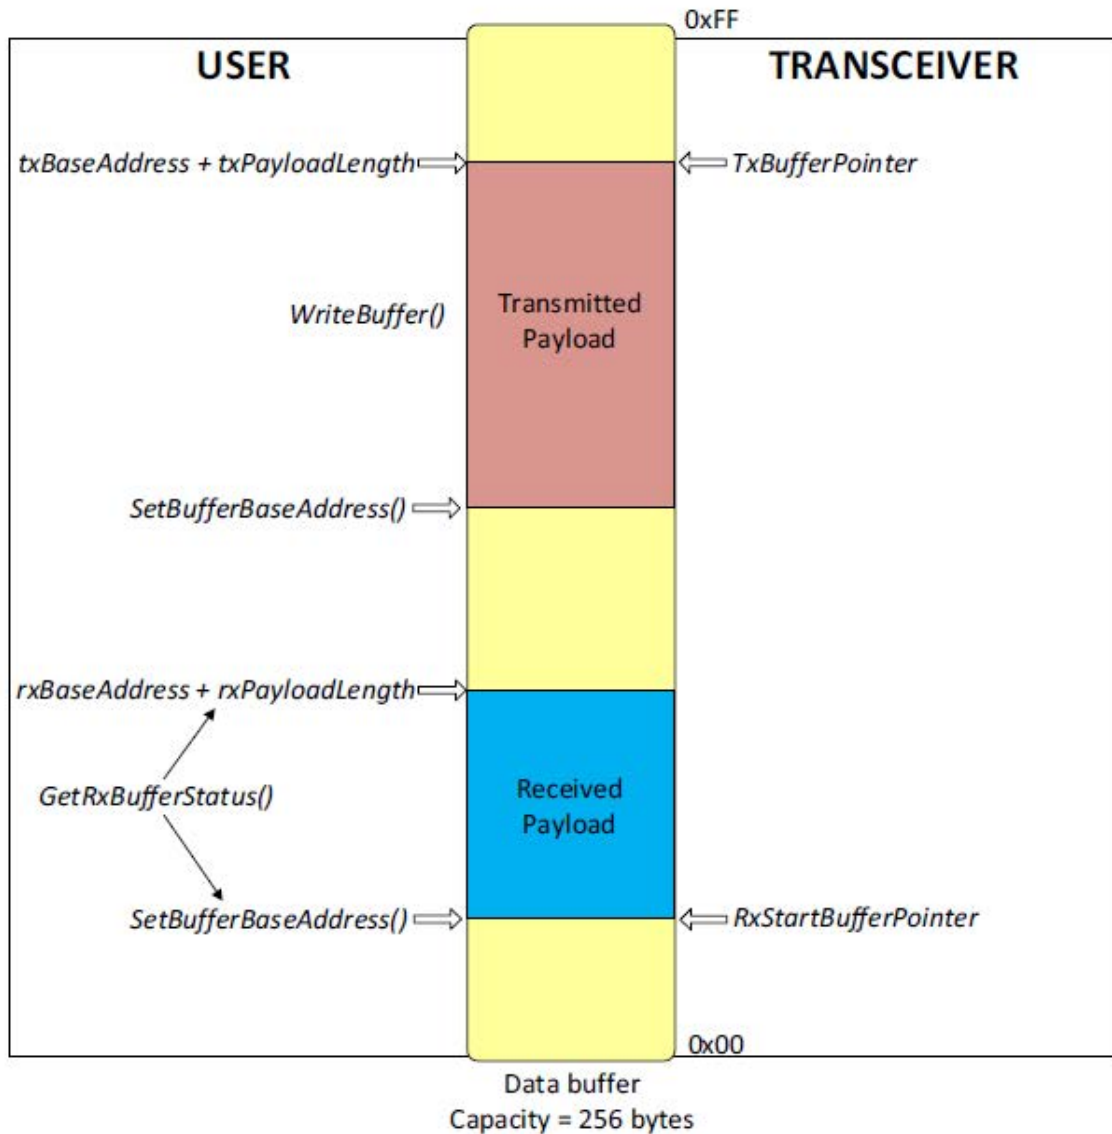 0xFF
USER
TRANSCEIVER
txBaseAddress + txPayloadLength
TxBufferPointer
WriteBuffer()
Transmitted
Payload
SetBufferBaseAddress()
rxBaseAddress + rxPayloadLength
GetRxBufferStatus()
Received
Payload
SetBufferBaseAddress()
RxStartBufferPointer
0x00
Data buffer
Capacity = 256 bytes